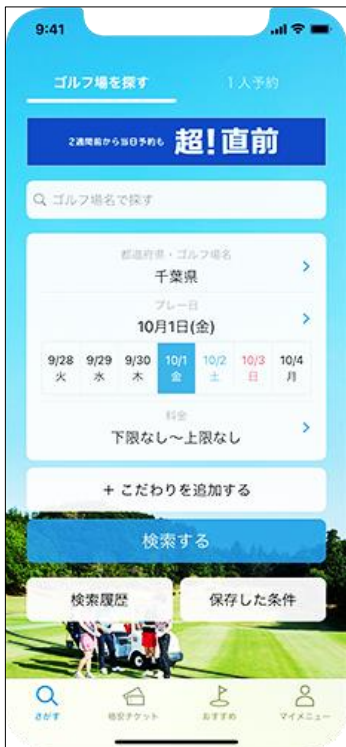 9:41
ゴルフ場を探す
1人予約
2週間前から当日予約も 超!直前
ゴルフ場名で探す
都道府県・ゴルフ場名
千葉県
プレー日
10月1日(金)
9/28 9/29 9/30 10/1 10/2 10/3 10/4
火 水 木 金 土 日 月
料金
下限なし〜上限なし
+ こだわりを追加する
検索する
検索履歴
保存した条件
さがす 格安チケット おすすめ マイメニュー